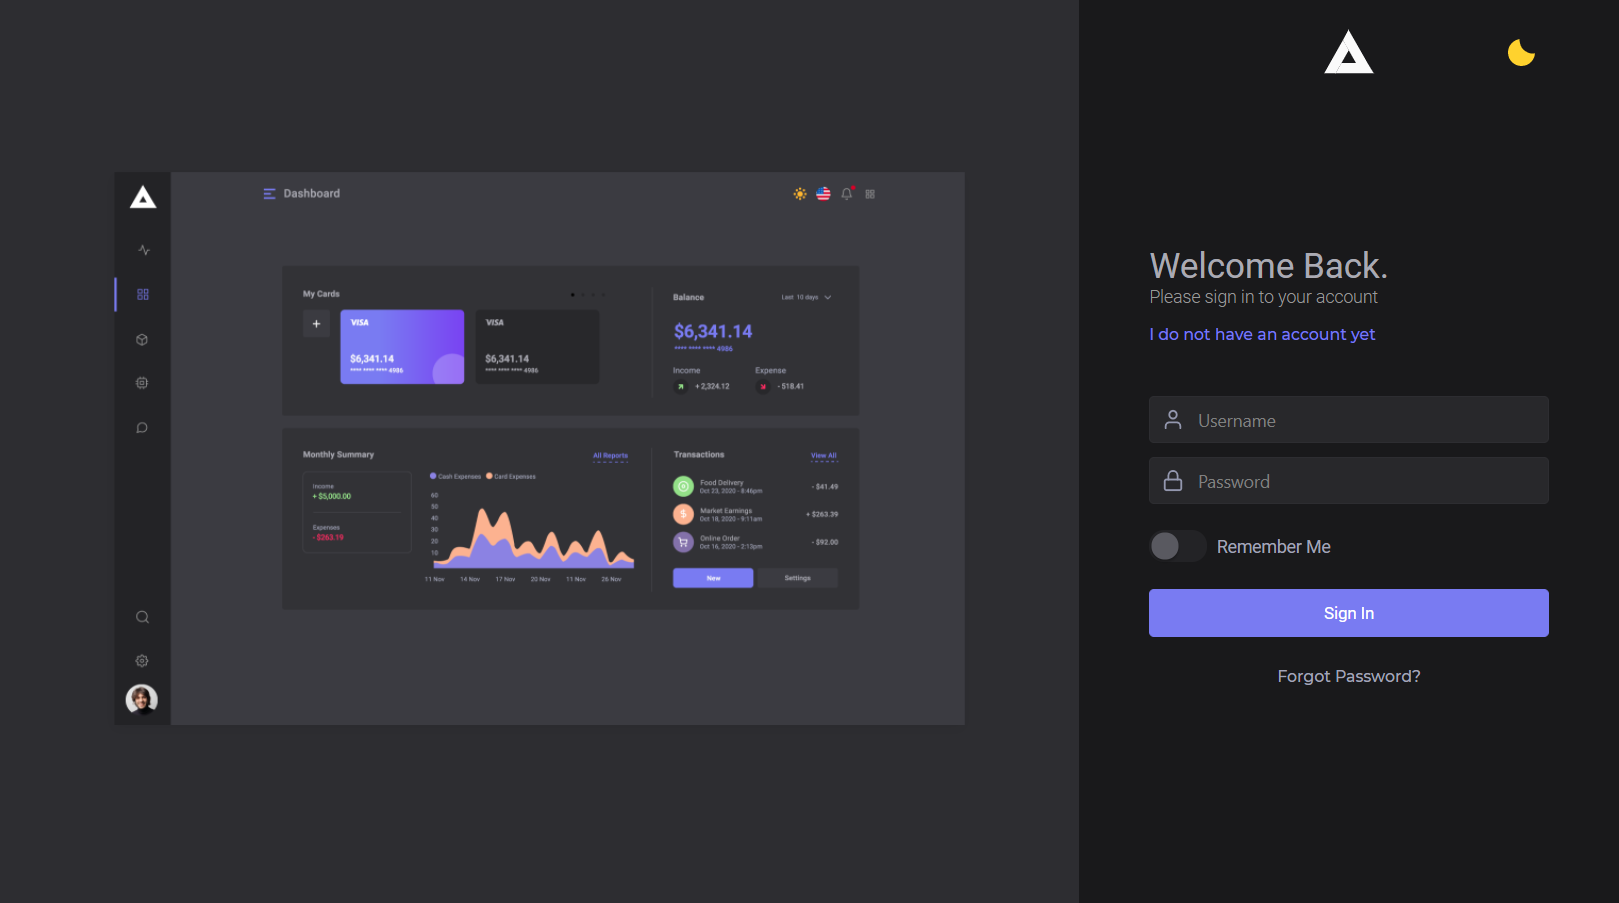 Dashboard
My Cards
VISA
$6,341.14
**** **** **** 4986
VISA
$6,341.14
**** **** **** 4986
Balance
Last 10 days
$6,341.14
**** **** **** 4986
Income
+ 2,324.12
Expense
- 518.41
Monthly Summary
All Reports
Income
+ $5,000.00
Expenses
- $363.19
Cash Expenses
Card Expenses
60
50
40
30
20
10
11 Nov
14 Nov
17 Nov
20 Nov
11 Nov
26 Nov
Transactions
View All
Food Delivery
Oct 23, 2020 - 8:46pm
- $41.49
Market Earnings
Oct 18, 2020 - 9:11am
+ $263.39
Online Order
Oct 16, 2020 - 2:13pm
- $92.00
New
Settings
Welcome Back.
Please sign in to your account
I do not have an account yet
Username
Password
Remember Me
Sign In
Forgot Password?